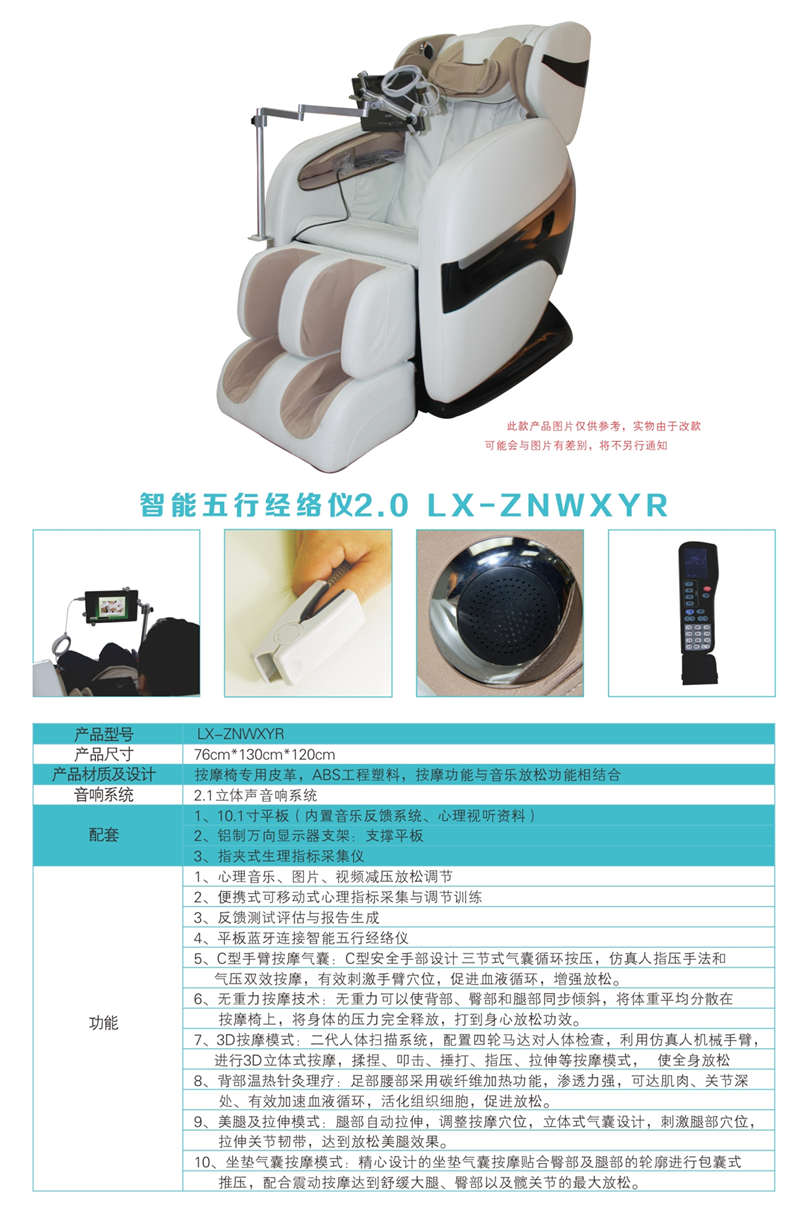 此款产品图片仅供参考，实物由于改款
可能会与图片有差别，将不另行通知
智能五行经络仪2.0 LX-ZNWXYR
产品型号 LX-ZNWXYR
产品尺寸 76cm*130cm*120cm
产品材质及设计 按摩椅专用皮革，ABS工程塑料，按摩功能与音乐放松功能相结合
音响系统 2.1立体声音响系统
配套
1、10.1寸平板（内置音乐反馈系统、心理视听资料）
2、铝制万向显示器支架：支撑平板
3、指夹式生理指标采集仪
功能
1、心理音乐、图片、视频减压放松调节
2、便携式可移动式心理指标采集与调节训练
3、反馈测试评估与报告生成
4、平板蓝牙连接智能五行经络仪
5、C型手臂按摩气囊：C型安全手部设计 三节式气囊循环按压，仿真人指压手法和
气压双效按摩，有效刺激手臂穴位，促进血液循环，增强放松。
6、无重力按摩技术：无重力可以使背部、臀部和腿部同步倾斜，将体重平均分散在
按摩椅上，将身体的压力完全释放，打到身心放松功效。
7、3D按摩模式：二代人体扫描系统，配置四轮马达对人体检查，利用仿真人机械手臂，
进行3D立体式按摩，揉捏、叩击、捶打、指压、拉伸等按摩模式， 使全身放松
8、背部温热针灸理疗：足部腰部采用碳纤维加热功能，渗透力强，可达肌肉、关节深
处、有效加速血液循环，活化组织细胞，促进放松。
9、美腿及拉伸模式：腿部自动拉伸，调整按摩穴位，立体式气囊设计，刺激腿部穴位，
拉伸关节韧带，达到放松美腿效果。
10、坐垫气囊按摩模式：精心设计的坐垫气囊按摩贴合臀部及腿部的轮廓进行包囊式
推压，配合震动按摩达到舒缓大腿、臀部以及髋关节的最大放松。